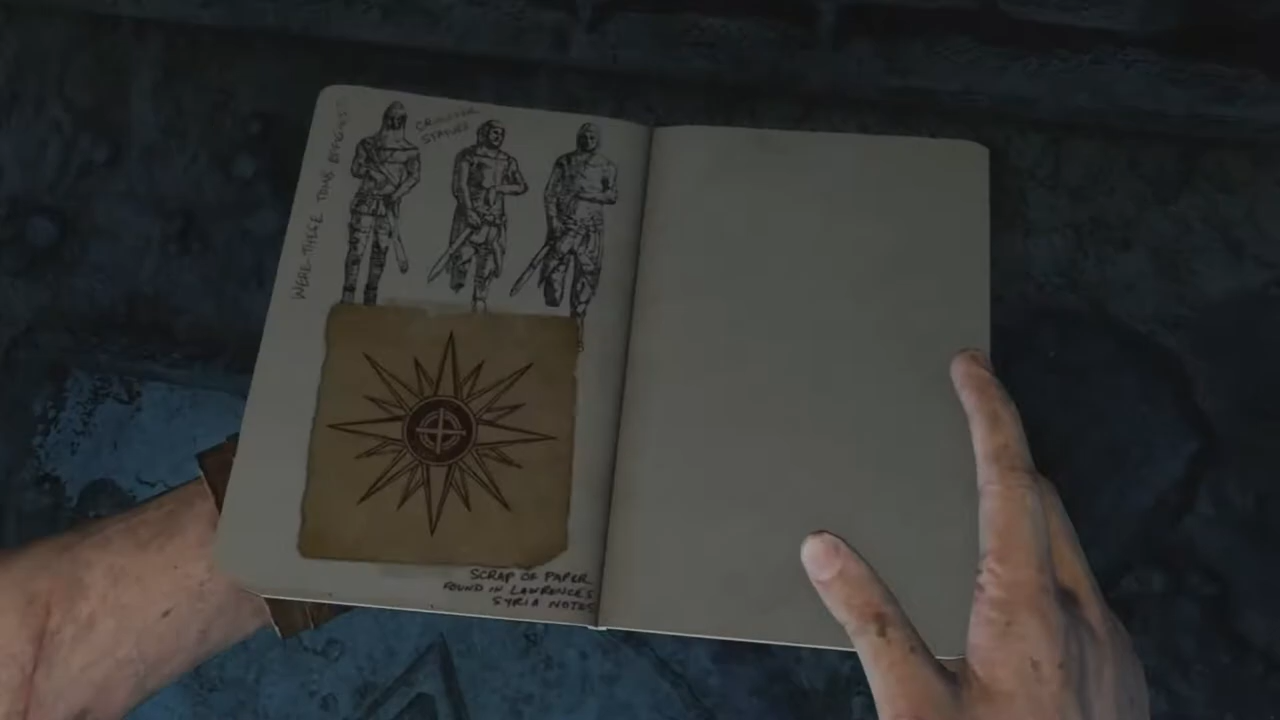 WERE THESE TOMB EFFIGIES?
CRUSADER
STATUES
SCRAP OF PAPER
FOUND IN LAWRENCE'S
SYRIA NOTES